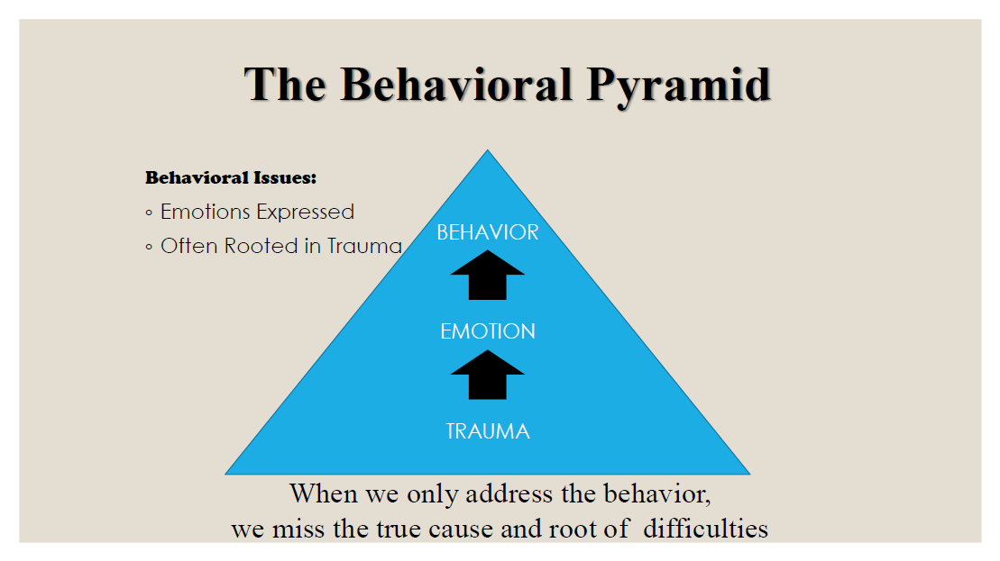 The Behavioral Pyramid
Behavioral Issues:
◦ Emotions Expressed
◦ Often Rooted in Trauma
BEHAVIOR
EMOTION
TRAUMA
When we only address the behavior,
we miss the true cause and root of  difficulties